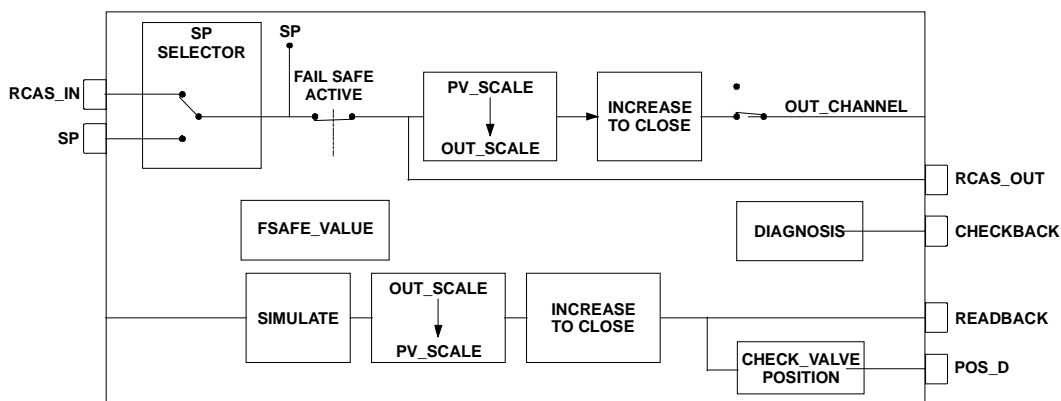 SP
SELECTOR
SP
FAIL SAFE
ACTIVE
RCAS_IN
SP
PV_SCALE
OUT_SCALE
INCREASE
TO CLOSE
OUT_CHANNEL
RCAS_OUT
FSAFE_VALUE
DIAGNOSIS
CHECKBACK
SIMULATE
OUT_SCALE
PV_SCALE
INCREASE
TO CLOSE
READBACK
CHECK_VALVE
POSITION
POS_D